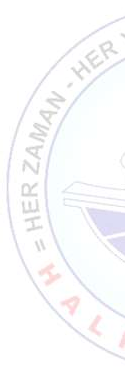 = HER ZAMAN - HER
HAL